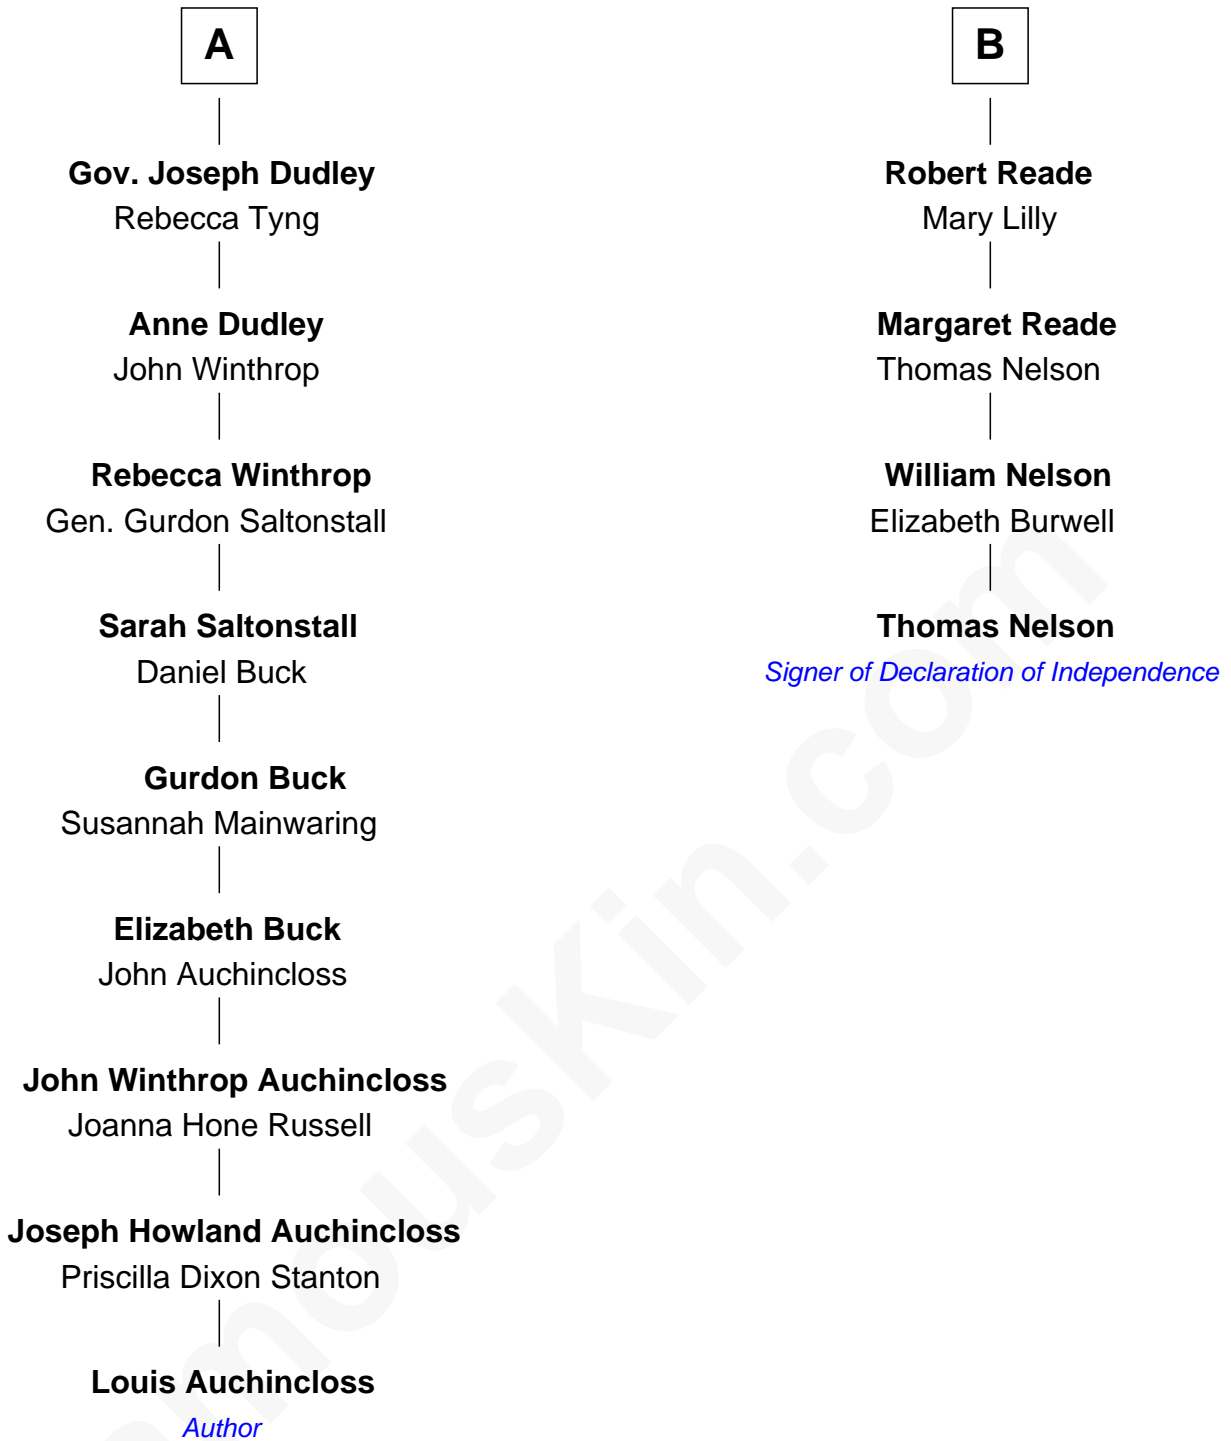 A
Gov. Joseph Dudley
Rebecca Tyng
Anne Dudley
John Winthrop
Rebecca Winthrop
Gen. Gurdon Saltonstall
Sarah Saltonstall
Daniel Buck
Gurdon Buck
Susannah Mainwaring
Elizabeth Buck
John Auchincloss
John Winthrop Auchincloss
Joanna Hone Russell
Joseph Howland Auchincloss
Priscilla Dixon Stanton
Louis Auchincloss
Author
B
Robert Reade
Mary Lilly
Margaret Reade
Thomas Nelson
William Nelson
Elizabeth Burwell
Thomas Nelson
Signer of Declaration of Independence
amouskin.com